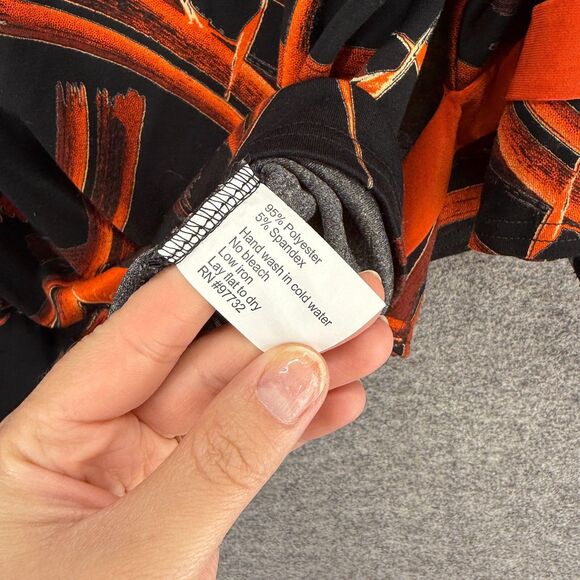 95% Polyester
5% Spandex
Hand wash in cold water
No bleach
Low iron
Lay flat to dry
RN #97732